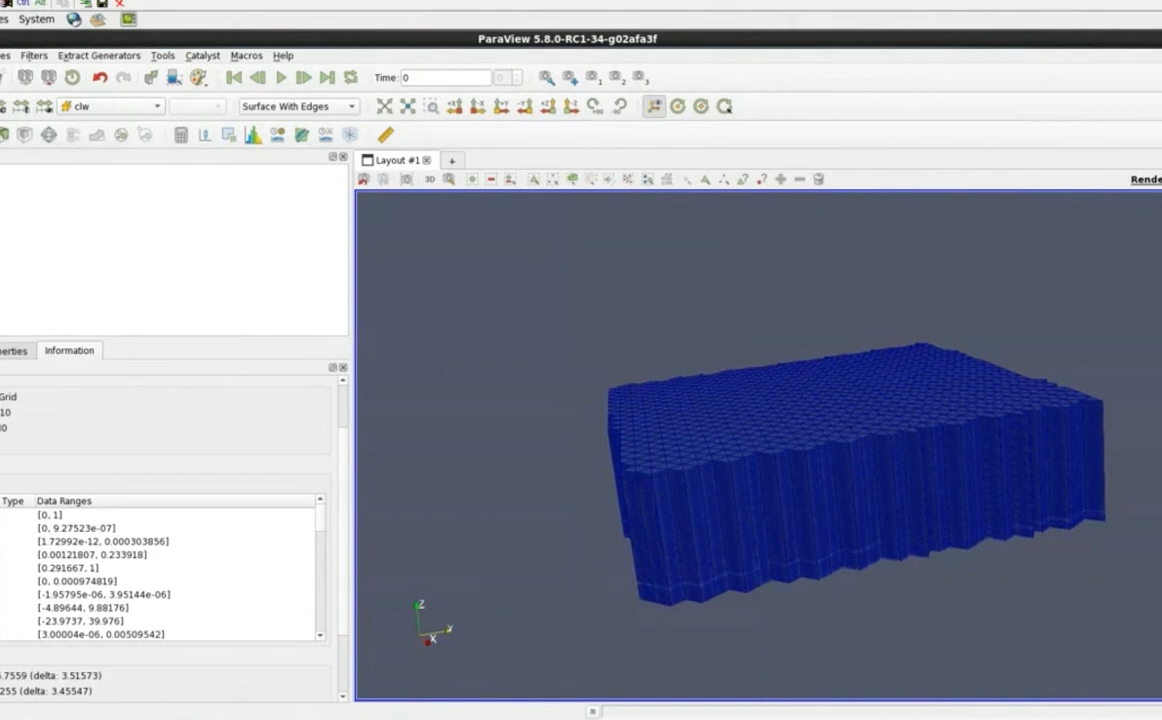 es System
ParaView 5.8.0-RC1-34-g02afa3f
es Filters Extract Generators Tools Catalyst Macros Help
Time: 0
clw
Surface With Edges
Layout #1
3D
Rende
erties Information
Grid
10
Type Data Ranges
[0, 1]
[0, 9.27523e-07]
[1.72992e-12, 0.000303856]
[0.00121807, 0.233918]
[0.291667, 1]
[0, 0.000974819]
[-1.95795e-06, 3.95144e-06]
[-4.89644, 9.88176]
[-23.9737, 39.976]
[3.00004e-06, 0.00509542]
.7559 (delta: 3.51573)
255 (delta: 3.45547)
Z
Y
X